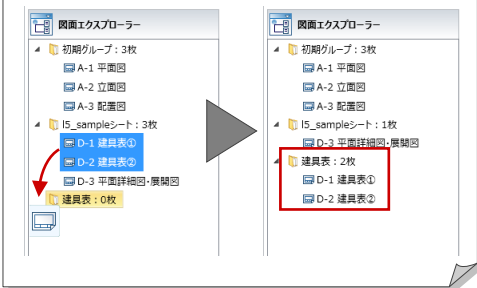 図面エクスプローラー
初期グループ：3枚
A-1 平面図
A-2 立面図
A-3 配置図
I5_sampleシート：3枚
D-1 建具表①
D-2 建具表②
D-3 平面詳細図・展開図
建具表：0枚
図面エクスプローラー
初期グループ：3枚
A-1 平面図
A-2 立面図
A-3 配置図
I5_sampleシート：1枚
D-3 平面詳細図・展開図
建具表：2枚
D-1 建具表①
D-2 建具表②